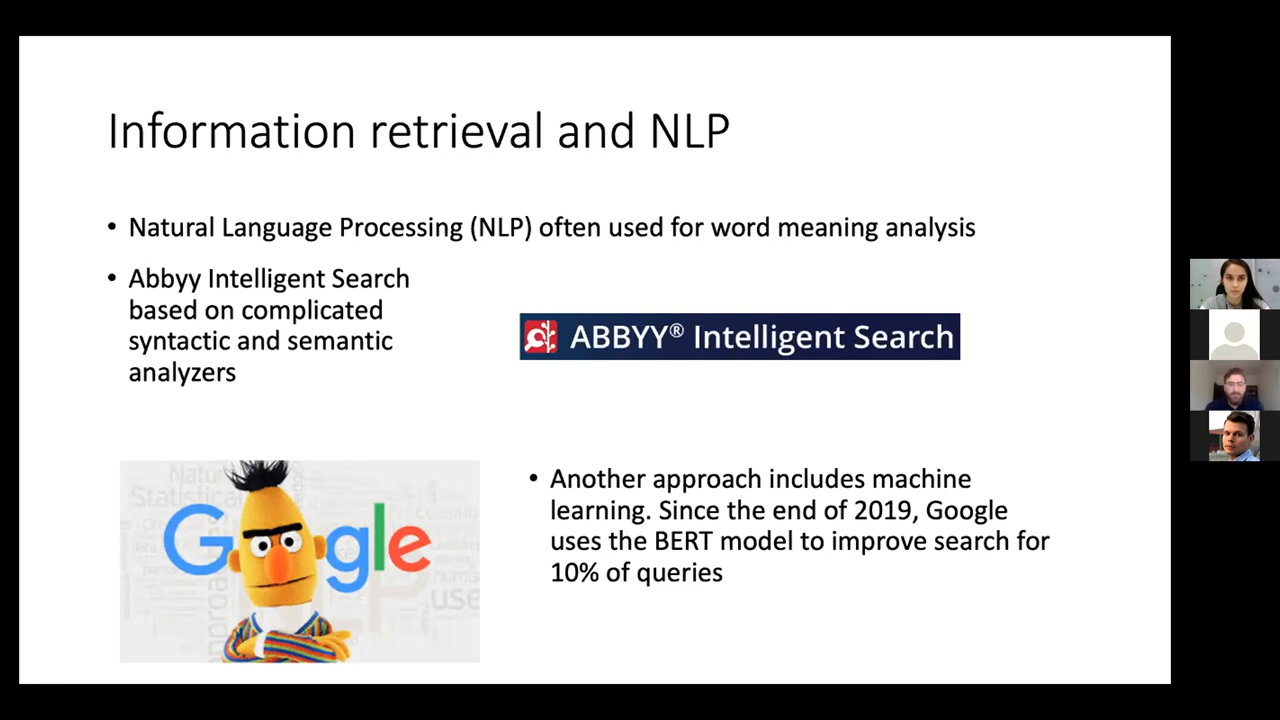 Information retrieval and NLP
• Natural Language Processing (NLP) often used for word meaning analysis
• Abbyy Intelligent Search
based on complicated
syntactic and semantic
analyzers
ABBYY® Intelligent Search
Google
• Another approach includes machine
learning. Since the end of 2019, Google
uses the BERT model to improve search for
10% of queries